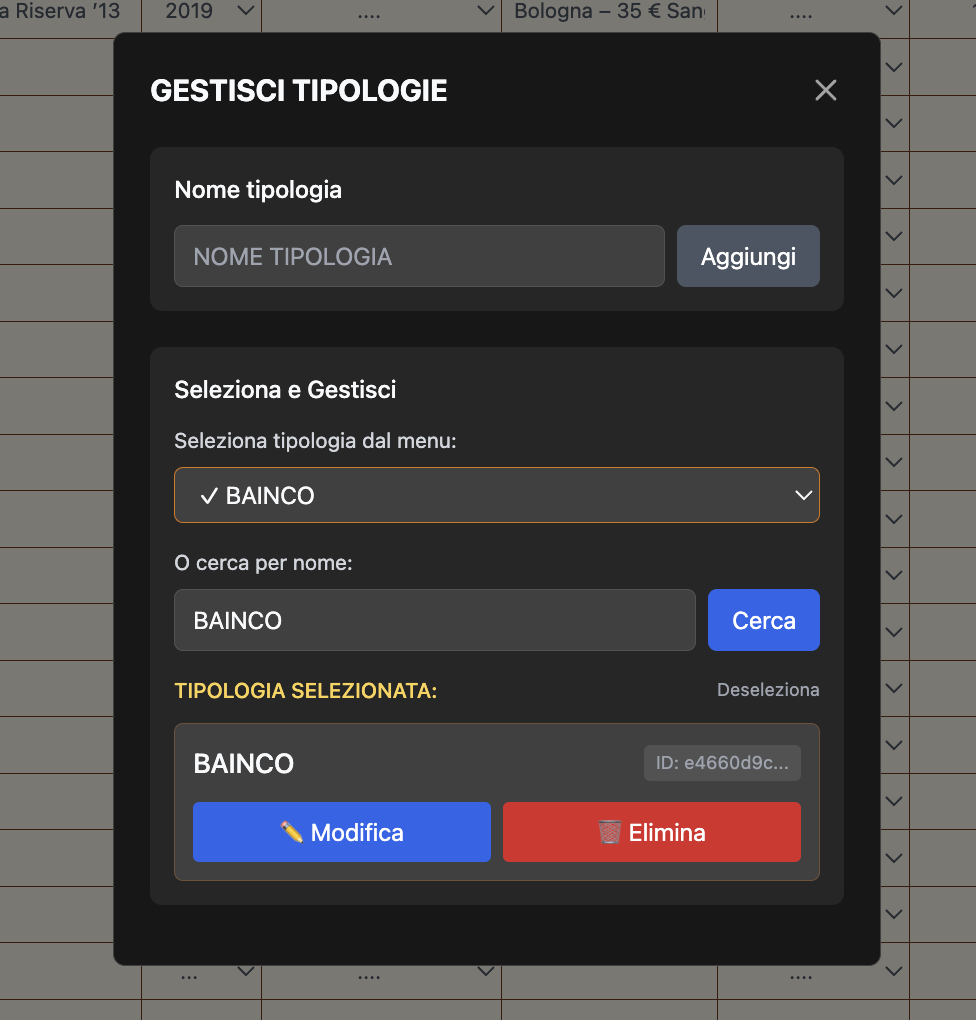 a Riserva ’13 2019 .... Bologna – 35 € San ....
GESTISCI TIPOLOGIE
Nome tipologia
NOME TIPOLOGIA Aggiungi
Seleziona e Gestisci
Seleziona tipologia dal menu:
✓ BAINCO
O cerca per nome:
BAINCO Cerca
TIPOLOGIA SELEZIONATA: Deseleziona
BAINCO ID: e4660d9c...
✏️ Modifica 🗑️ Elimina
... .... ....